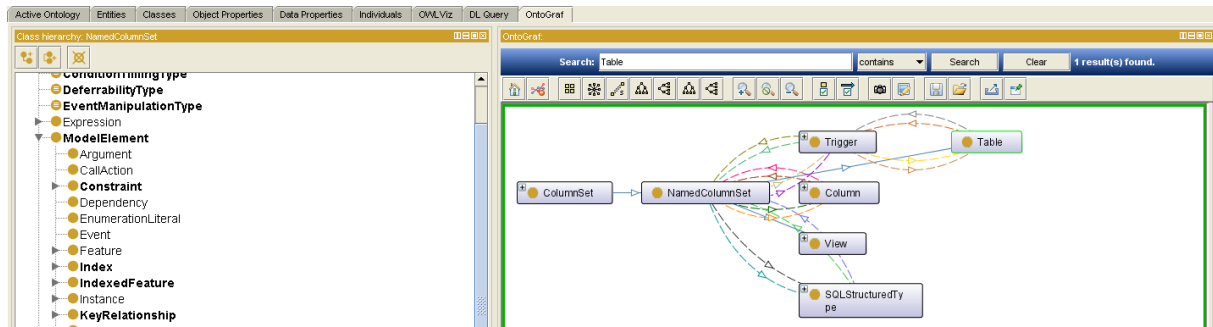 Active Ontology Entities Classes Object Properties Data Properties Individuals OWLViz DL Query OntoGraf
Class hierarchy: NamedColumnSet
ConditionTimingType
DeferrabilityType
EventManipulationType
Expression
ModelElement
Argument
CallAction
Constraint
Dependency
EnumerationLiteral
Event
Feature
Index
IndexedFeature
Instance
KeyRelationship
OntoGraf:
Search: Table contains Search Clear 1 result(s) found.
Trigger Table
ColumnSet NamedColumnSet Column
View
SQLStructuredTy
pe